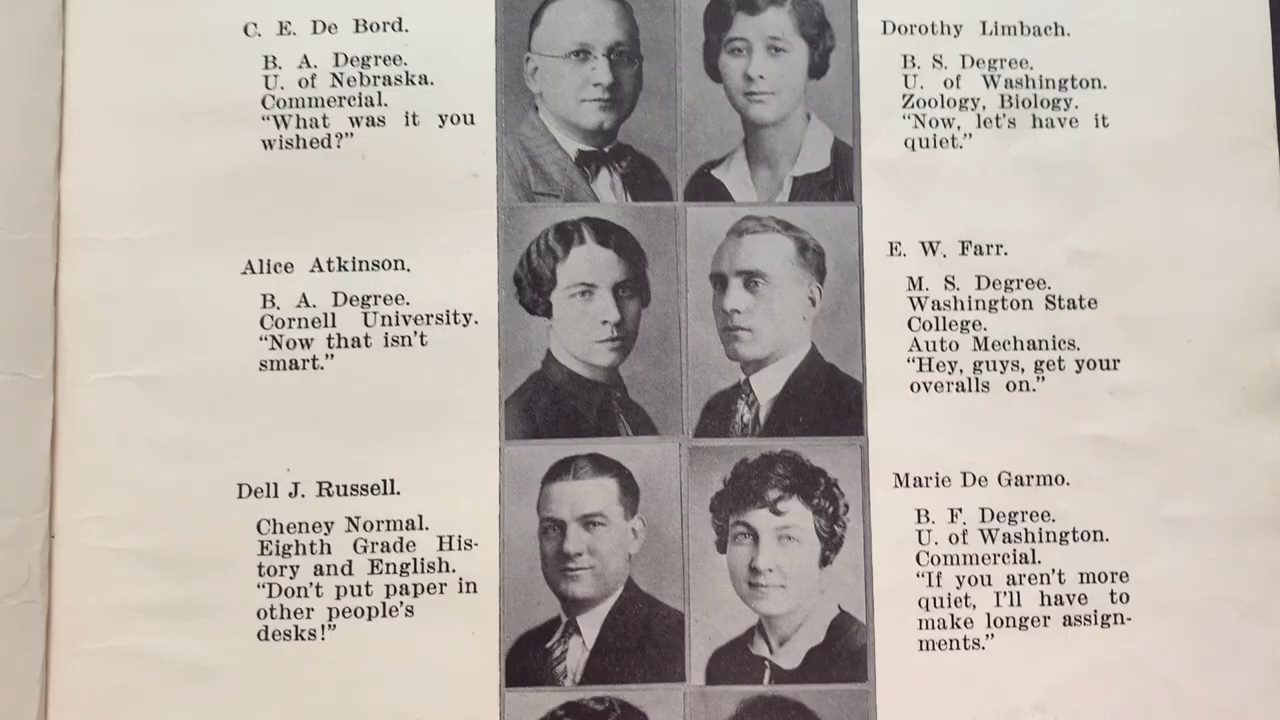 C. E. De Bord.
B. A. Degree.
U. of Nebraska.
Commercial.
“What was it you
wished?”
Dorothy Limbach.
B. S. Degree.
U. of Washington.
Zoology, Biology.
“Now, let's have it
quiet.”
Alice Atkinson.
B. A. Degree.
Cornell University.
“Now that isn't
smart.”
E. W. Farr.
M. S. Degree.
Washington State
College.
Auto Mechanics.
“Hey, guys, get your
overalls on.”
Dell J. Russell.
Cheney Normal.
Eighth Grade His-
tory and English.
“Don't put paper in
other people's
desks!”
Marie De Garmo.
B. F. Degree.
U. of Washington.
Commercial.
“If you aren't more
quiet, I'll have to
make longer assign-
ments.”